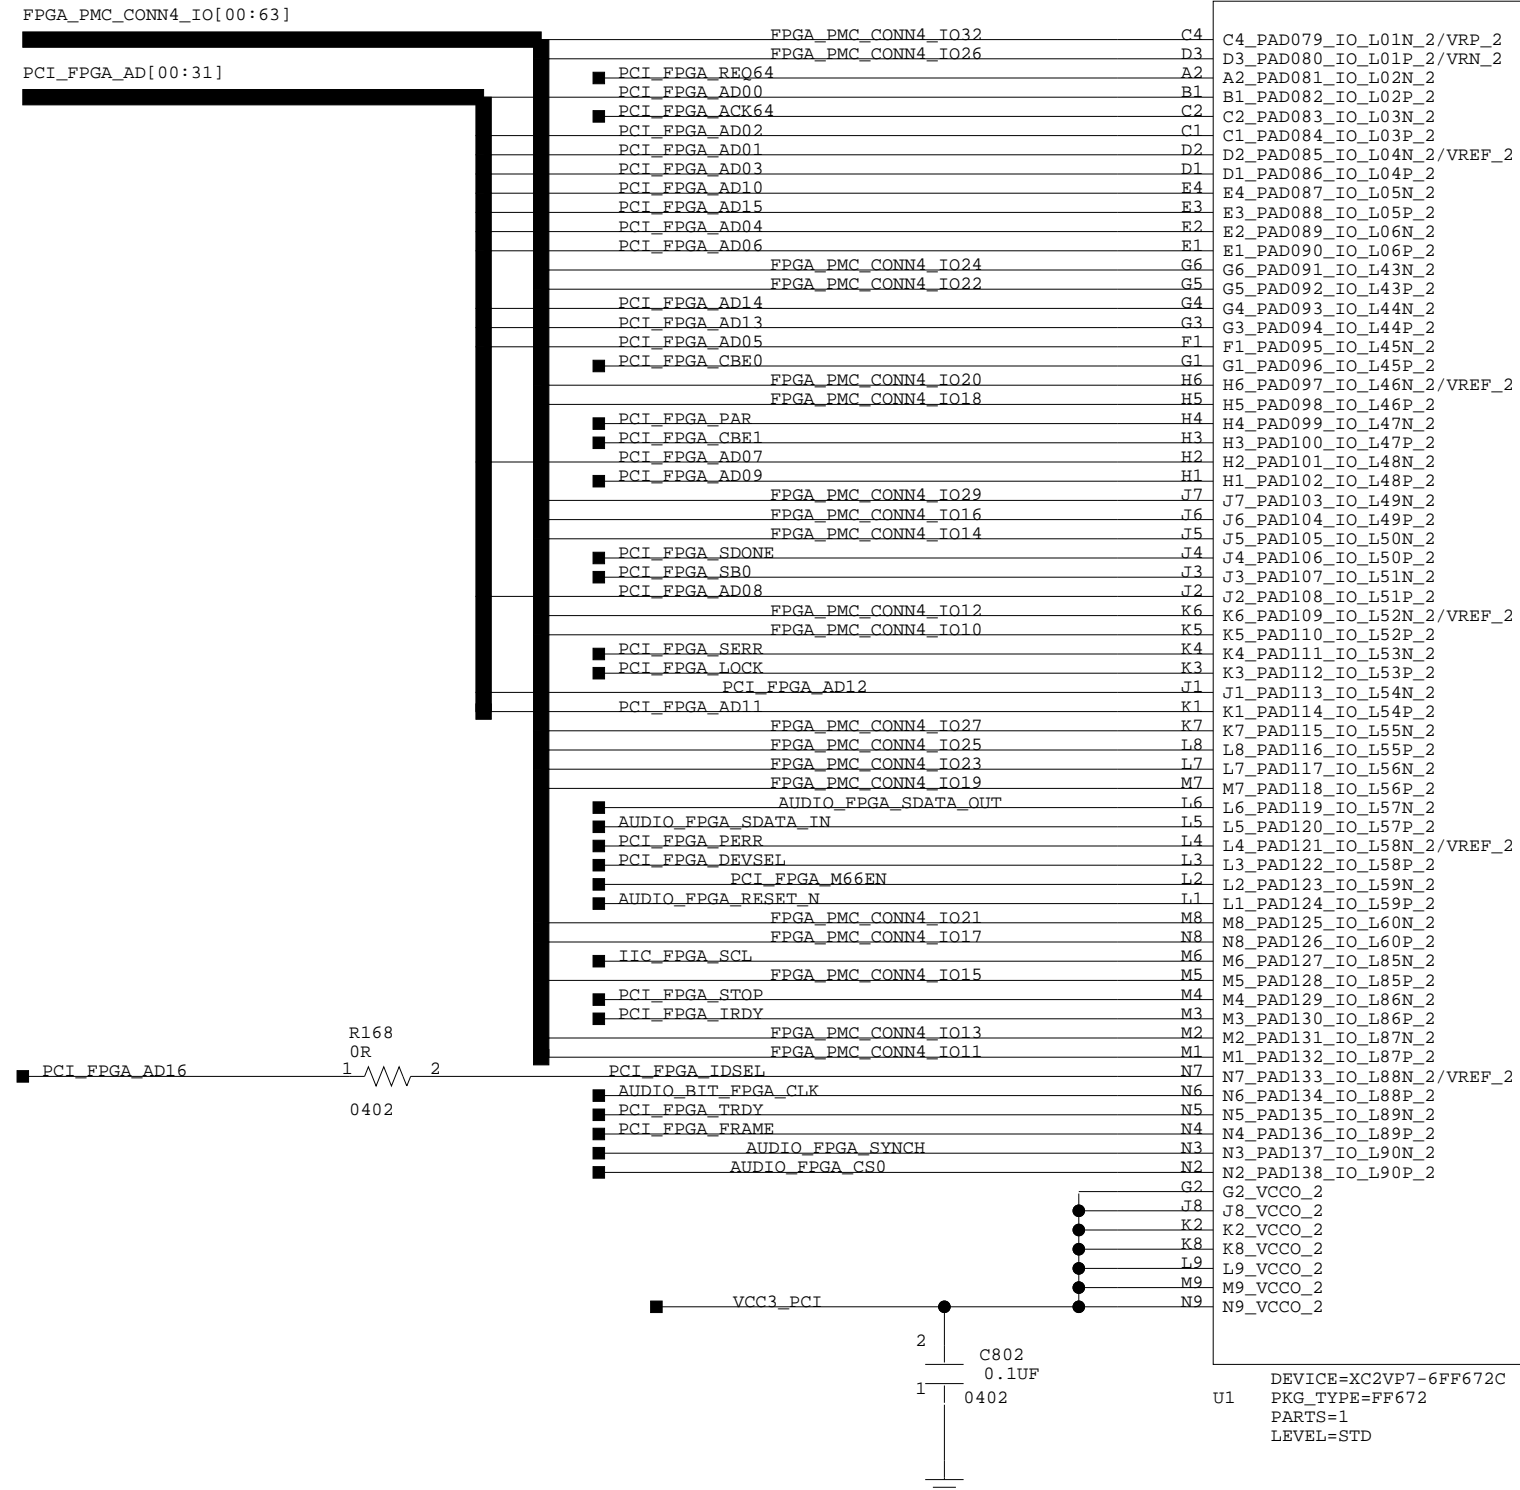 FPGA_PMC_CONN4_IO[00:63]
PCI_FPGA_AD[00:31]
FPGA_PMC_CONN4_IO32 C4 C4_PAD079_IO_L01N_2/VRP_2
FPGA_PMC_CONN4_IO26 D3 D3_PAD080_IO_L01P_2/VRN_2
PCI_FPGA_REQ64 A2 A2_PAD081_IO_L02N_2
PCI_FPGA_AD00 B1 B1_PAD082_IO_L02P_2
PCI_FPGA_ACK64 C2 C2_PAD083_IO_L03N_2
PCI_FPGA_AD02 C1 C1_PAD084_IO_L03P_2
PCI_FPGA_AD01 D2 D2_PAD085_IO_L04N_2/VREF_2
PCI_FPGA_AD03 D1 D1_PAD086_IO_L04P_2
PCI_FPGA_AD10 E4 E4_PAD087_IO_L05N_2
PCI_FPGA_AD15 E3 E3_PAD088_IO_L05P_2
PCI_FPGA_AD04 E2 E2_PAD089_IO_L06N_2
PCI_FPGA_AD06 E1 E1_PAD090_IO_L06P_2
FPGA_PMC_CONN4_IO24 G6 G6_PAD091_IO_L43N_2
FPGA_PMC_CONN4_IO22 G5 G5_PAD092_IO_L43P_2
PCI_FPGA_AD14 G4 G4_PAD093_IO_L44N_2
PCI_FPGA_AD13 G3 G3_PAD094_IO_L44P_2
PCI_FPGA_AD05 F1 F1_PAD095_IO_L45N_2
PCI_FPGA_CBE0 G1 G1_PAD096_IO_L45P_2
FPGA_PMC_CONN4_IO20 H6 H6_PAD097_IO_L46N_2/VREF_2
FPGA_PMC_CONN4_IO18 H5 H5_PAD098_IO_L46P_2
PCI_FPGA_PAR H4 H4_PAD099_IO_L47N_2
PCI_FPGA_CBE1 H3 H3_PAD100_IO_L47P_2
PCI_FPGA_AD07 H2 H2_PAD101_IO_L48N_2
PCI_FPGA_AD09 H1 H1_PAD102_IO_L48P_2
FPGA_PMC_CONN4_IO29 J7 J7_PAD103_IO_L49N_2
FPGA_PMC_CONN4_IO16 J6 J6_PAD104_IO_L49P_2
FPGA_PMC_CONN4_IO14 J5 J5_PAD105_IO_L50N_2
PCI_FPGA_SDONE J4 J4_PAD106_IO_L50P_2
PCI_FPGA_SB0 J3 J3_PAD107_IO_L51N_2
PCI_FPGA_AD08 J2 J2_PAD108_IO_L51P_2
FPGA_PMC_CONN4_IO12 K6 K6_PAD109_IO_L52N_2/VREF_2
FPGA_PMC_CONN4_IO10 K5 K5_PAD110_IO_L52P_2
PCI_FPGA_SERR K4 K4_PAD111_IO_L53N_2
PCI_FPGA_LOCK K3 K3_PAD112_IO_L53P_2
PCI_FPGA_AD12 J1 J1_PAD113_IO_L54N_2
PCI_FPGA_AD11 K1 K1_PAD114_IO_L54P_2
FPGA_PMC_CONN4_IO27 K7 K7_PAD115_IO_L55N_2
FPGA_PMC_CONN4_IO25 L8 L8_PAD116_IO_L55P_2
FPGA_PMC_CONN4_IO23 L7 L7_PAD117_IO_L56N_2
FPGA_PMC_CONN4_IO19 M7 M7_PAD118_IO_L56P_2
AUDIO_FPGA_SDATA_OUT L6 L6_PAD119_IO_L57N_2
AUDIO_FPGA_SDATA_IN L5 L5_PAD120_IO_L57P_2
PCI_FPGA_PERR L4 L4_PAD121_IO_L58N_2/VREF_2
PCI_FPGA_DEVSEL L3 L3_PAD122_IO_L58P_2
PCI_FPGA_M66EN L2 L2_PAD123_IO_L59N_2
AUDIO_FPGA_RESET_N L1 L1_PAD124_IO_L59P_2
FPGA_PMC_CONN4_IO21 M8 M8_PAD125_IO_L60N_2
FPGA_PMC_CONN4_IO17 N8 N8_PAD126_IO_L60P_2
IIC_FPGA_SCL M6 M6_PAD127_IO_L85N_2
FPGA_PMC_CONN4_IO15 M5 M5_PAD128_IO_L85P_2
PCI_FPGA_STOP M4 M4_PAD129_IO_L86N_2
PCI_FPGA_IRDY M3 M3_PAD130_IO_L86P_2
FPGA_PMC_CONN4_IO13 M2 M2_PAD131_IO_L87N_2
FPGA_PMC_CONN4_IO11 M1 M1_PAD132_IO_L87P_2
R168
0R
PCI_FPGA_AD16 1 2 PCI_FPGA_IDSEL N7 N7_PAD133_IO_L88N_2/VREF_2
0402
AUDIO_BIT_FPGA_CLK N6 N6_PAD134_IO_L88P_2
PCI_FPGA_TRDY N5 N5_PAD135_IO_L89N_2
PCI_FPGA_FRAME N4 N4_PAD136_IO_L89P_2
AUDIO_FPGA_SYNCH N3 N3_PAD137_IO_L90N_2
AUDIO_FPGA_CS0 N2 N2_PAD138_IO_L90P_2
G2 G2_VCCO_2
J8 J8_VCCO_2
K2 K2_VCCO_2
K8 K8_VCCO_2
L9 L9_VCCO_2
M9 M9_VCCO_2
VCC3_PCI N9 N9_VCCO_2
2
C802
0.1UF
1
0402
DEVICE=XC2VP7-6FF672C
U1 PKG_TYPE=FF672
PARTS=1
LEVEL=STD